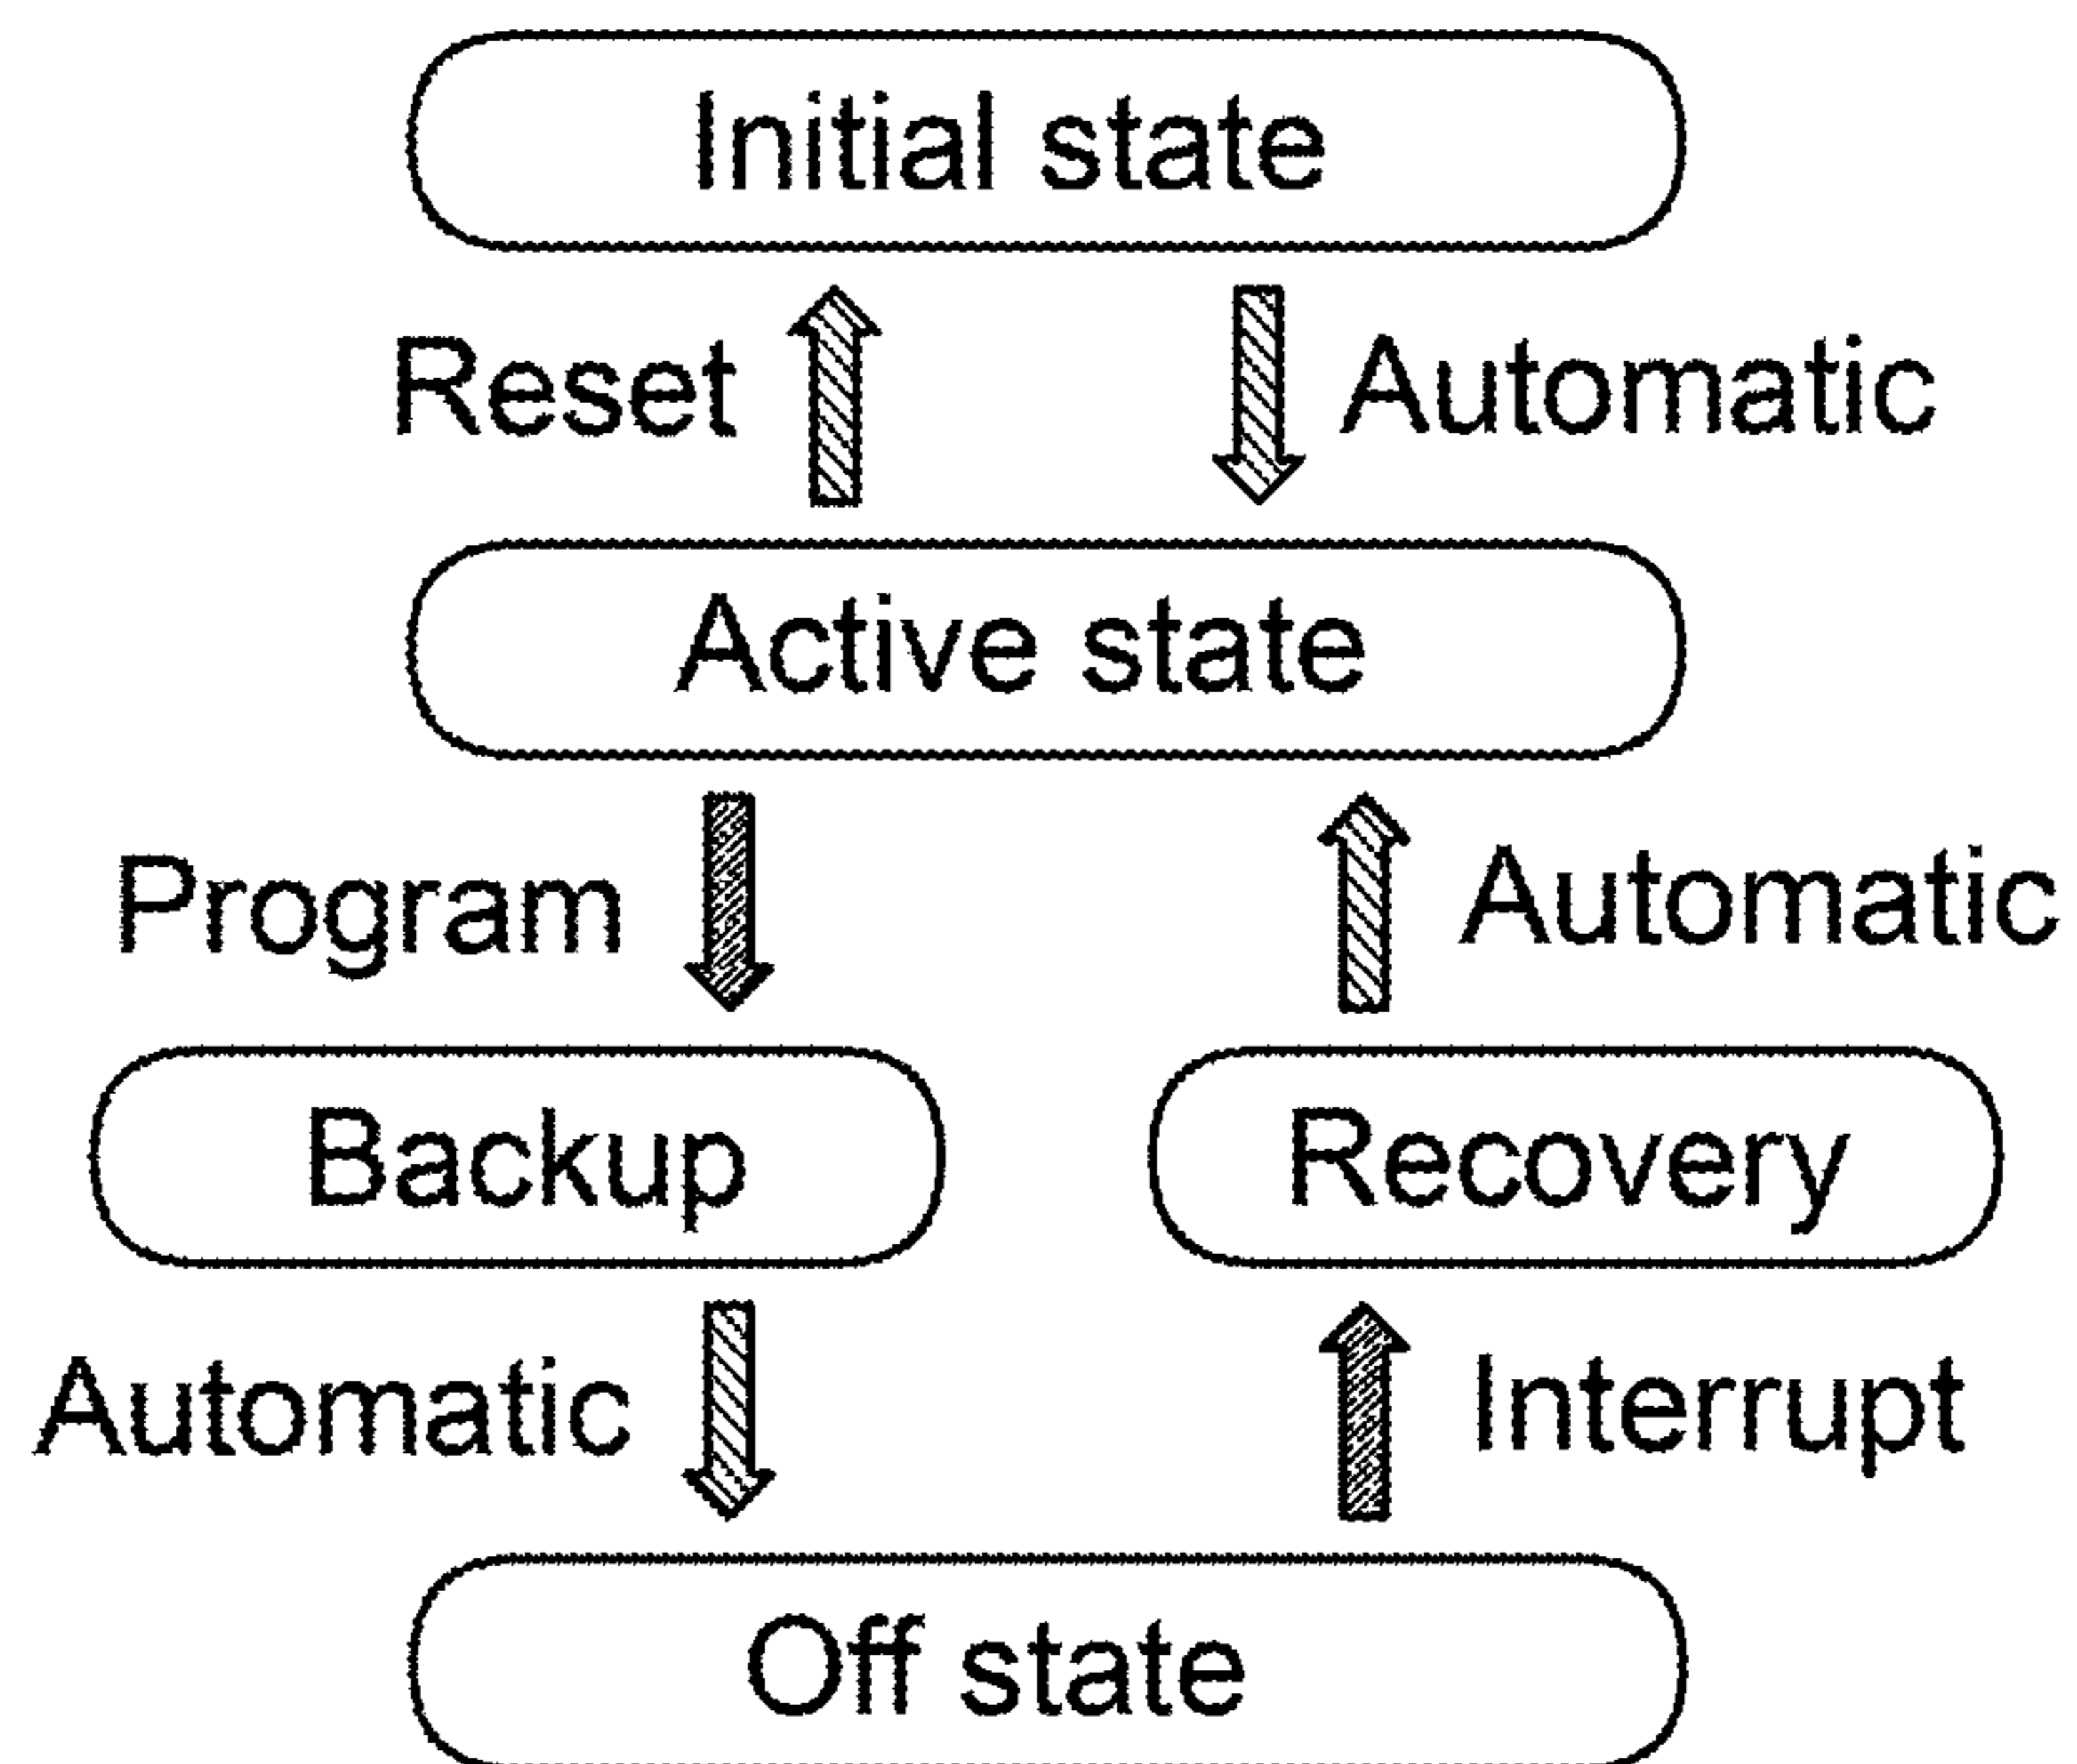 Initial state
Reset
Automatic
Active state
Program
Automatic
Backup
Recovery
Automatic
Interrupt
Off state